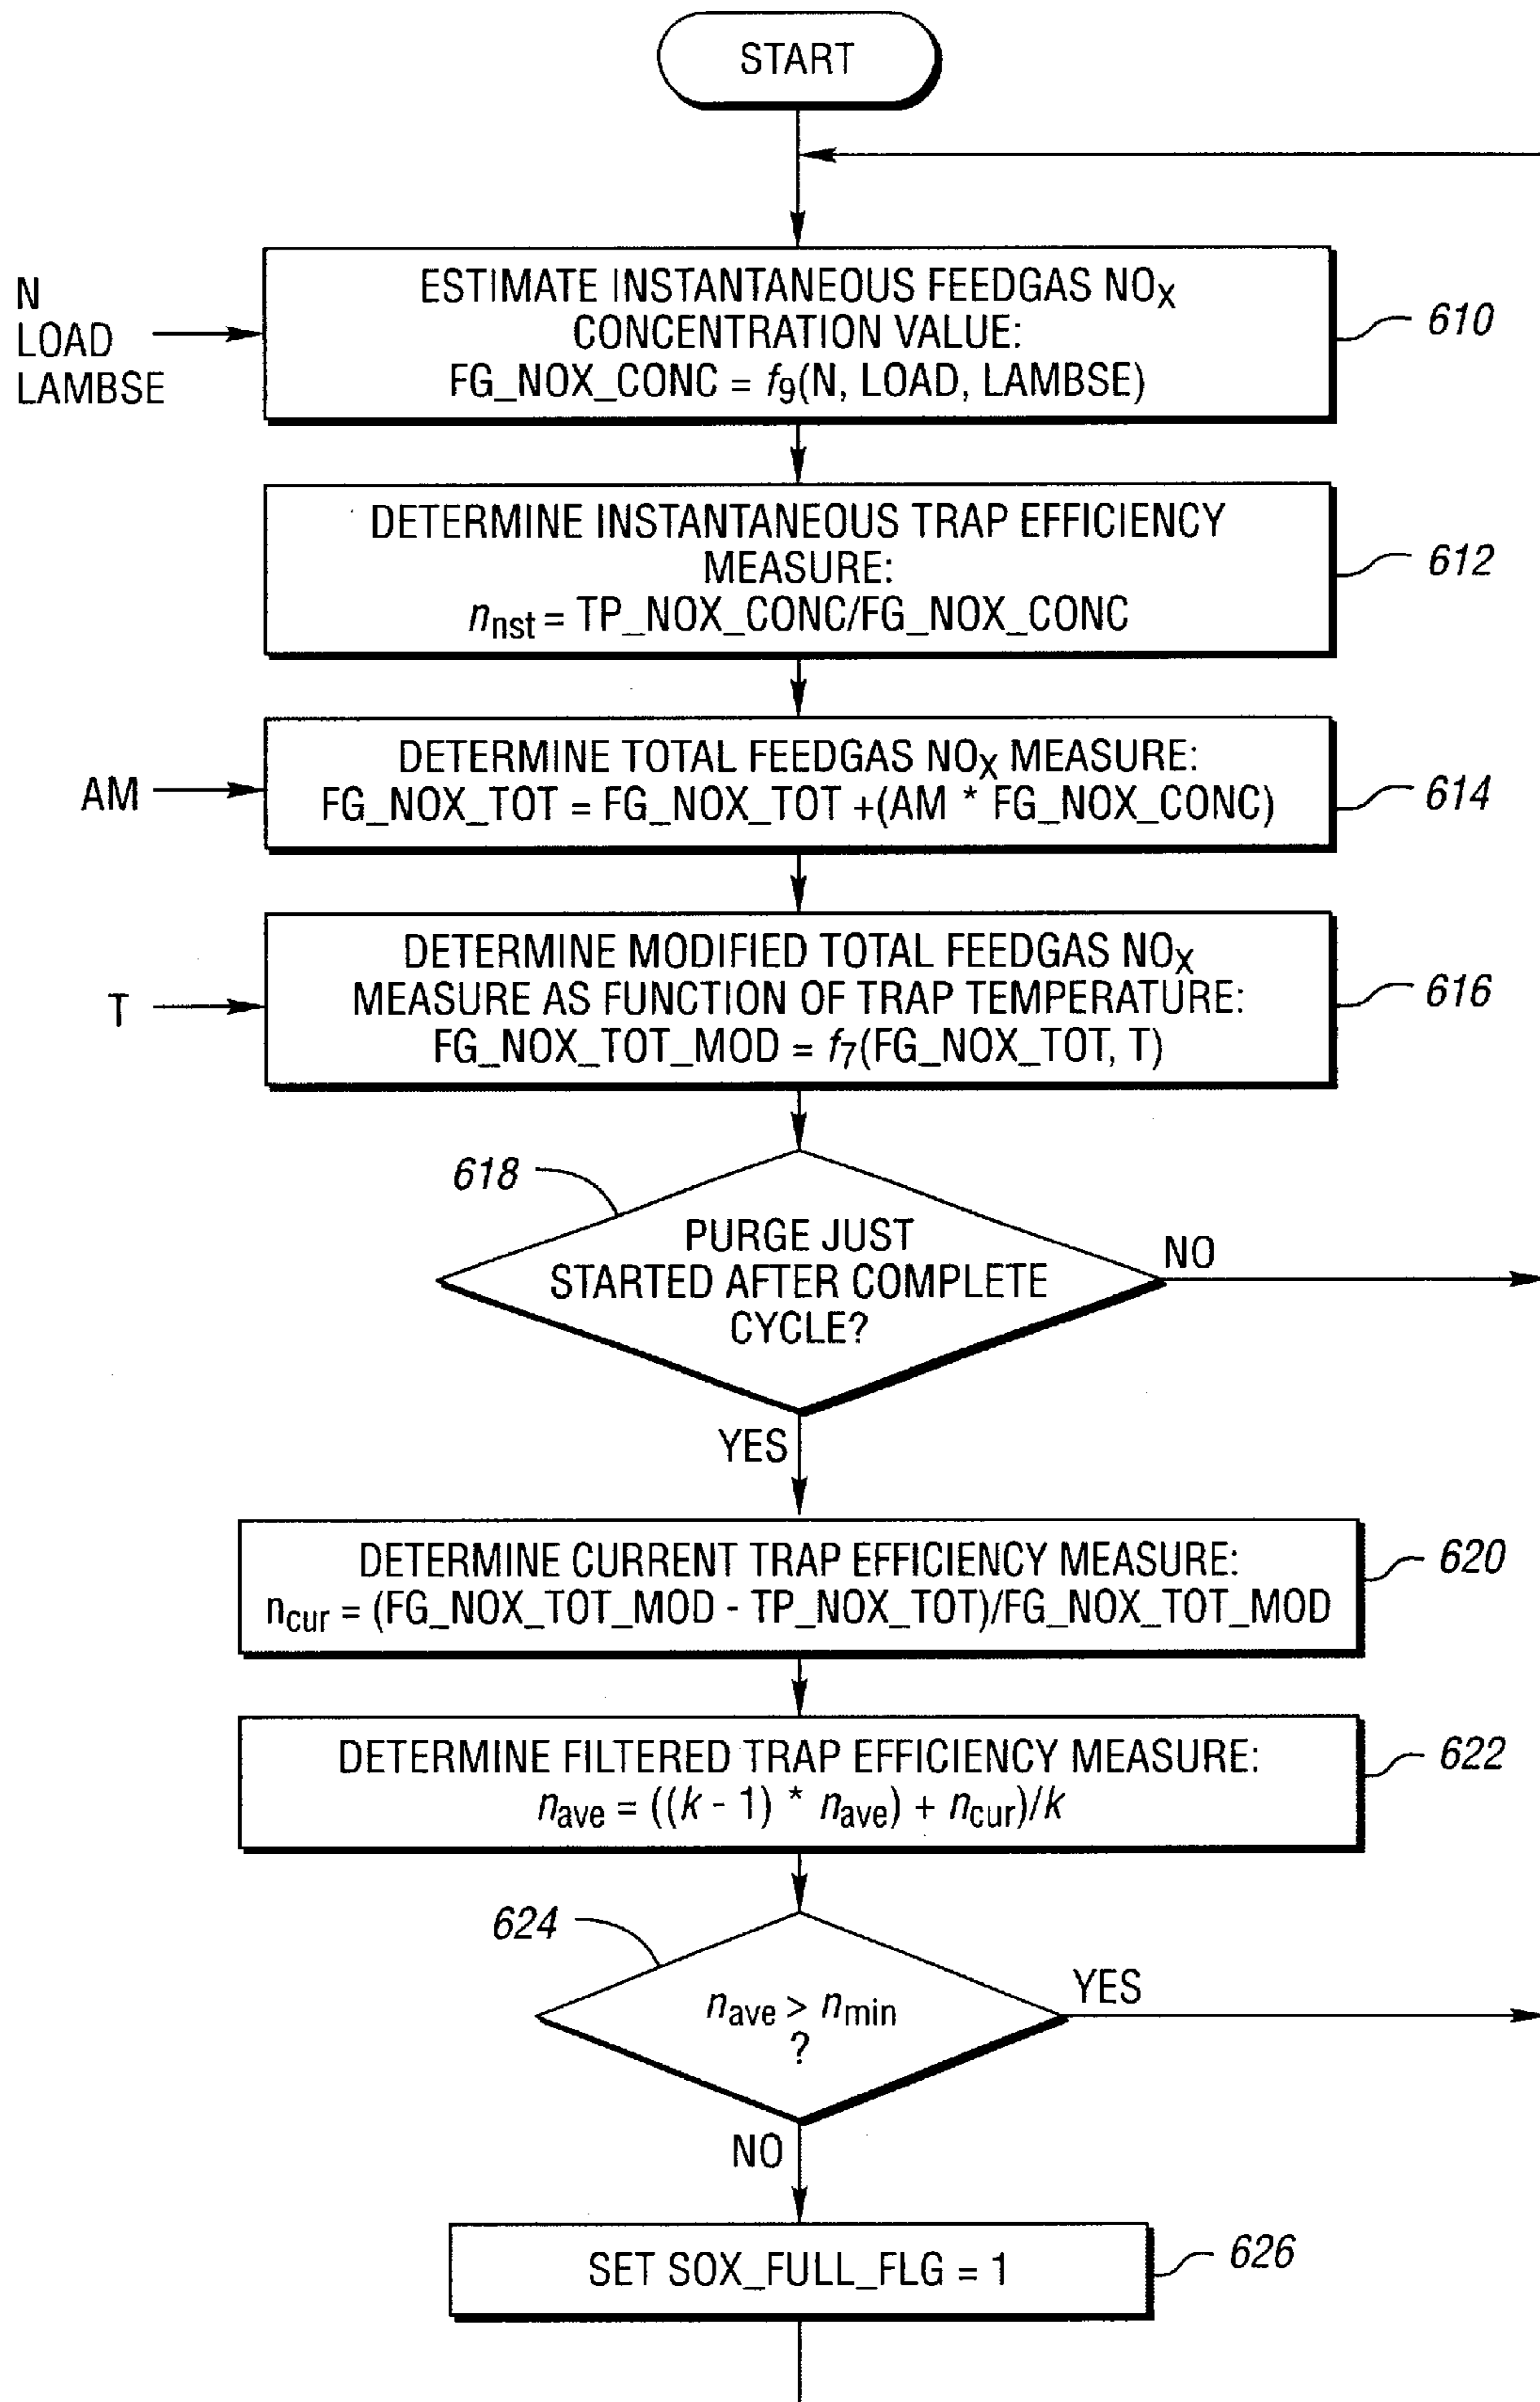 START
N
LOAD
LAMBSE
ESTIMATE INSTANTANEOUS FEEDGAS NOX
CONCENTRATION VALUE:
FG_NOX_CONC = f9(N, LOAD, LAMBSE)
610
DETERMINE INSTANTANEOUS TRAP EFFICIENCY
MEASURE:
nnst = TP_NOX_CONC/FG_NOX_CONC
612
AM
DETERMINE TOTAL FEEDGAS NOX MEASURE:
FG_NOX_TOT = FG_NOX_TOT +(AM * FG_NOX_CONC)
614
T
DETERMINE MODIFIED TOTAL FEEDGAS NOX
MEASURE AS FUNCTION OF TRAP TEMPERATURE:
FG_NOX_TOT_MOD = f7(FG_NOX_TOT, T)
616
618
PURGE JUST
STARTED AFTER COMPLETE
CYCLE?
NO
YES
DETERMINE CURRENT TRAP EFFICIENCY MEASURE:
ncur = (FG_NOX_TOT_MOD - TP_NOX_TOT)/FG_NOX_TOT_MOD
620
DETERMINE FILTERED TRAP EFFICIENCY MEASURE:
nave = ((k - 1) * nave) + ncur)/k
622
624
nave > nmin
?
YES
NO
SET SOX_FULL_FLG = 1
626